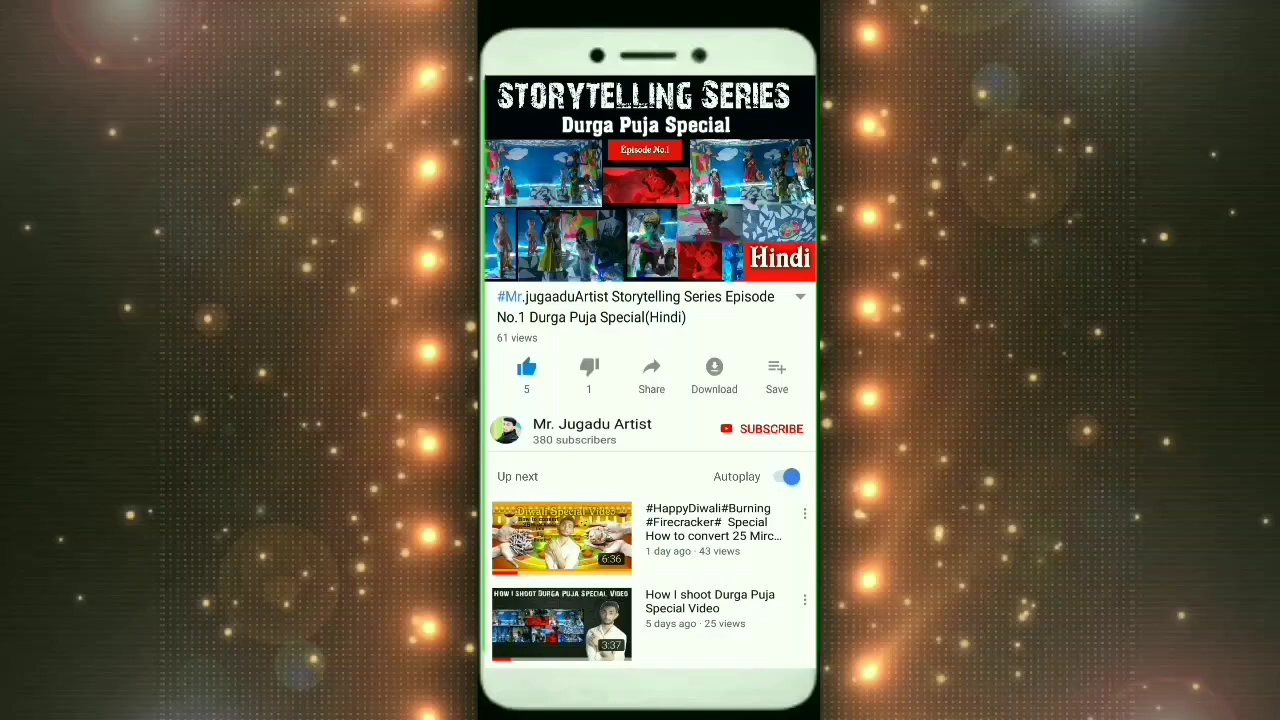 STORYTELLING SERIES
Durga Puja Special
Episode No.1
Hindi
#Mr.jugaaduArtist Storytelling Series Episode
No.1 Durga Puja Special(Hindi)
61 views
5
1
Share
Download
Save
Mr. Jugadu Artist
380 subscribers
SUBSCRIBE
Up next
Autoplay
Diwali Special Video
How to convert
6:36
#HappyDiwali#Burning
#Firecracker# Special
How to convert 25 Mirc...
1 day ago · 43 views
How I shoot Durga Puja Special Video
3:37
How I shoot Durga Puja
Special Video
5 days ago · 25 views